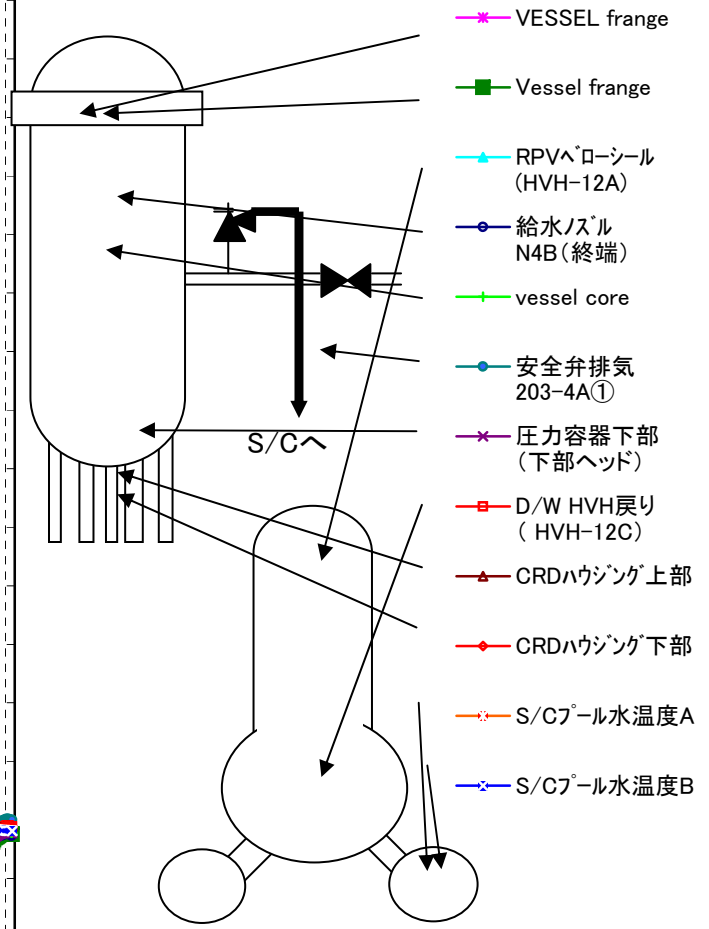 VESSEL frange
Vessel frange
RPVﾍﾞローシール
(HVH-12A)
給水ﾉｽﾞﾙ
N4B(終端)
vessel core
安全弁排気
203-4A①
圧力容器下部
(下部ヘッド)
D/W HVH戻り
( HVH-12C)
CRDﾊｳｼﾞﾝｸﾞ上部
CRDﾊｳｼﾞﾝｸﾞ下部
S/Cﾌﾟｰﾙ水温度A
S/Cﾌﾟｰﾙ水温度B
S/Cへ